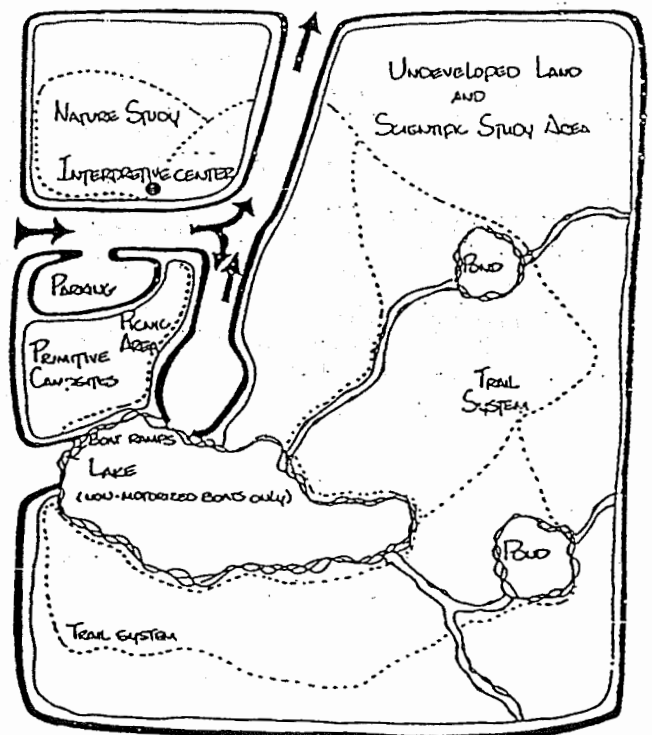 UNDEVELOPED LAND
AND
SCIENTIFIC STUDY AREA
NATURE STUDY
INTERPRETIVE CENTER
POND
PARKING
PICNIC
AREA
PRIMITIVE
CAMPSITES
TRAIL
SYSTEM
BOAT RAMPS
LAKE
(NON-MOTORIZED BOATS ONLY)
POND
TRAIL SYSTEM